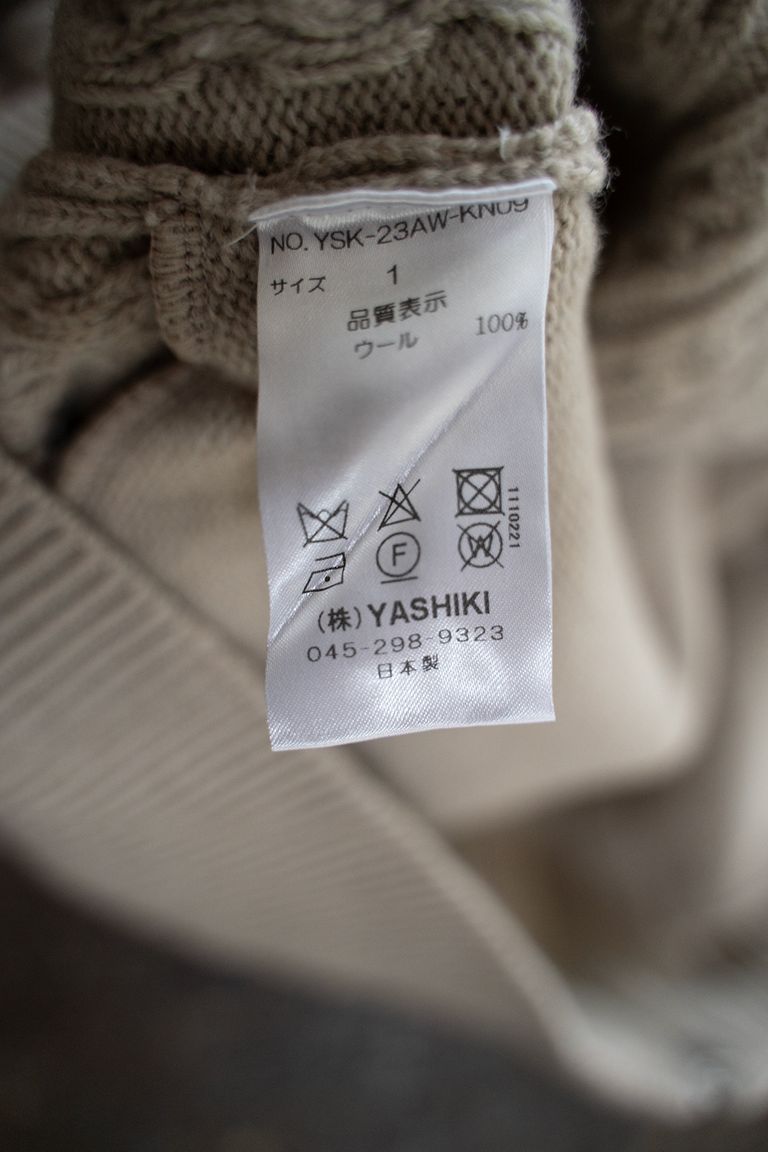 NO. YSK-23AW-KN09
サイズ 1
品質表示
ウール 100%
1110221
F
W
(株)YASHIKI
045-298-9323
日本製